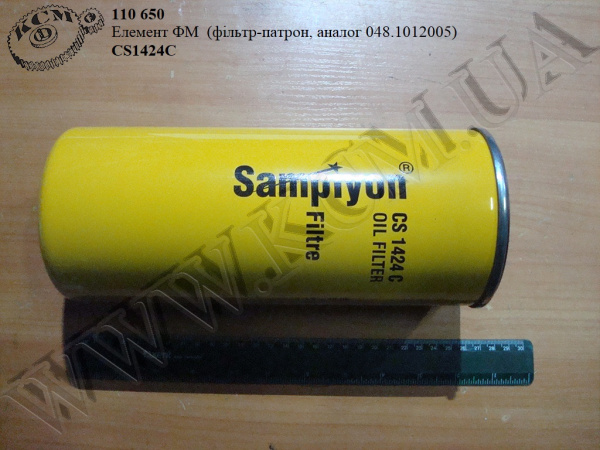 КСМ
110 650
Елемент ФМ (фільтр-патрон, аналог 048.1012005)
CS1424C
WWW.KCM.UA
Sampiyon®
Filtre
CS 1424 C
OIL FILTER